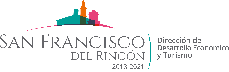 SAN FRANCISCO
DEL RINCÓN
2018-2021
Dirección de
Desarrollo Económico
y Turismo